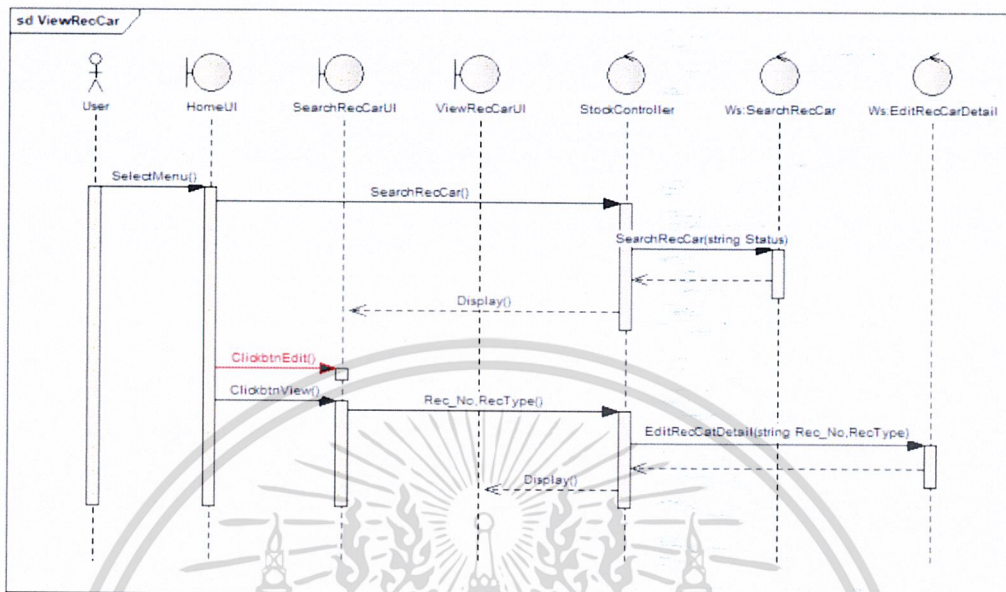 sd ViewRecCar
User
HomeUI
SearchRecCarUI
ViewRecCarUI
StockController
Ws:SearchRecCar
Ws.EditRecCarDetail
SelectMenu()
SearchRecCar()
SearchRecCar(string Status)
Display()
ClickbtnEdit()
ClickbtnView()
Rec_No,RecType()
EditRecCatDetail(string Rec_No,RecType)
Display()